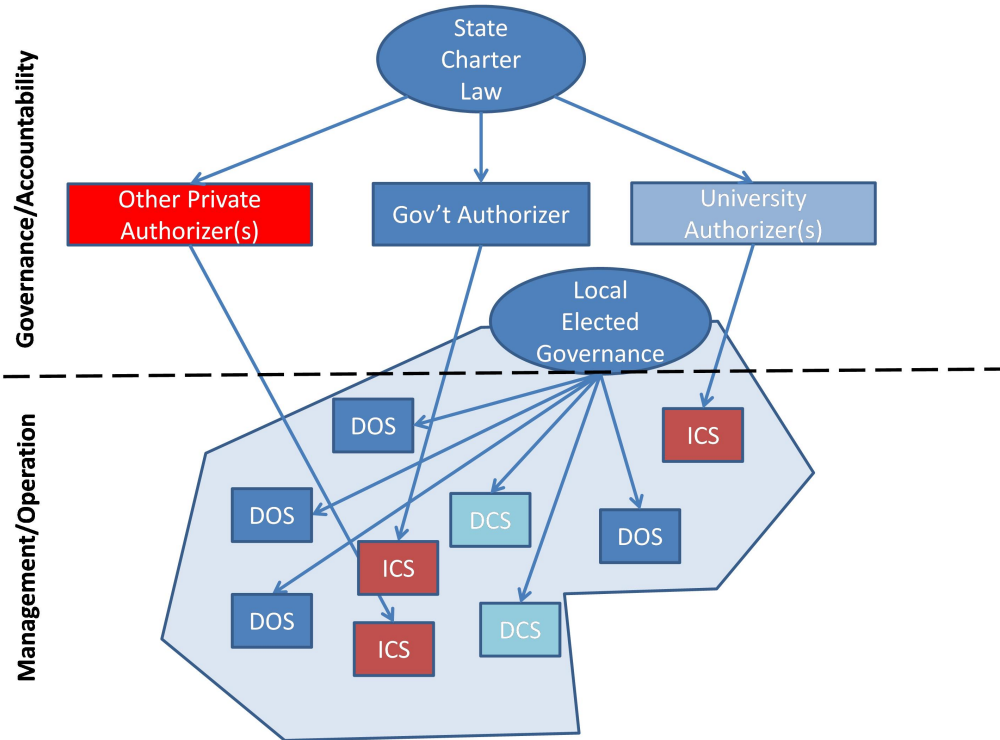 Governance/Accountability
State
Charter
Law
Other Private
Authorizer(s)
Gov't Authorizer
University
Authorizer(s)
Local
Elected
Governance
Management/Operation
DOS
ICS
DOS
DCS
DOS
ICS
DOS
DCS
ICS